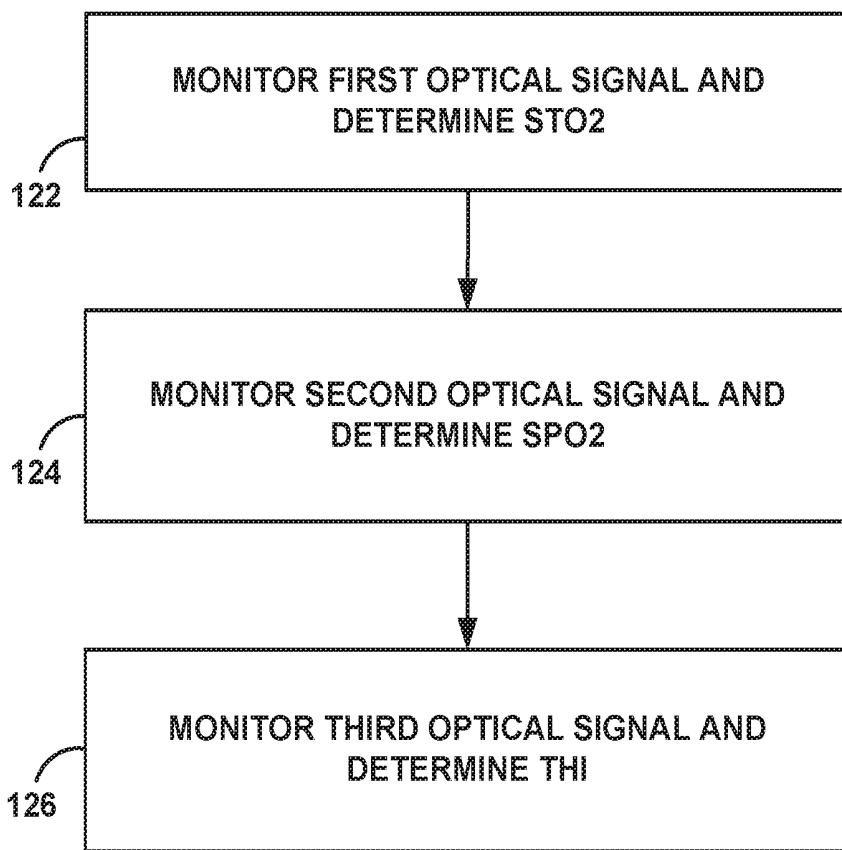 MONITOR FIRST OPTICAL SIGNAL AND
DETERMINE STO2
122
MONITOR SECOND OPTICAL SIGNAL AND
DETERMINE SPO2
124
MONITOR THIRD OPTICAL SIGNAL AND
DETERMINE THI
126